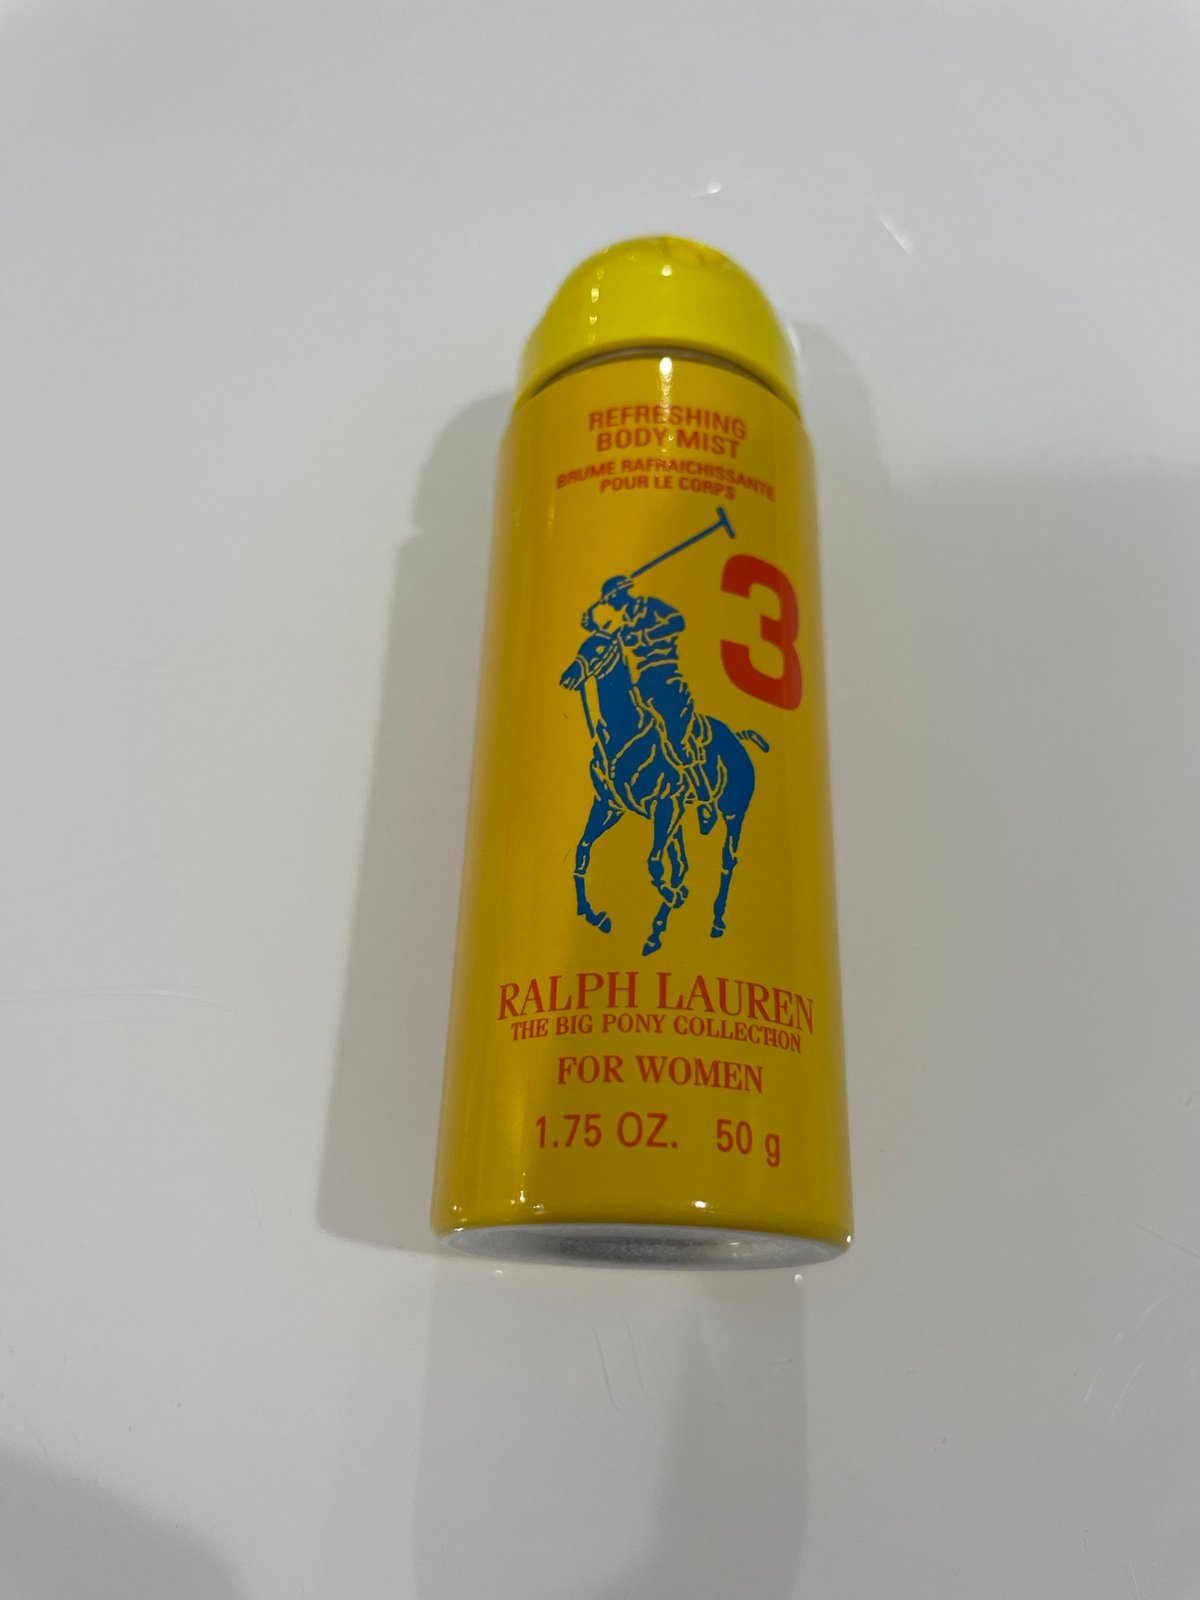 REFRESHING
BODY MIST
BRUME RAFRAICHISSANTE
POUR LE CORPS
3
RALPH LAUREN
THE BIG PONY COLLECTION
FOR WOMEN
1.75 OZ. 50 g